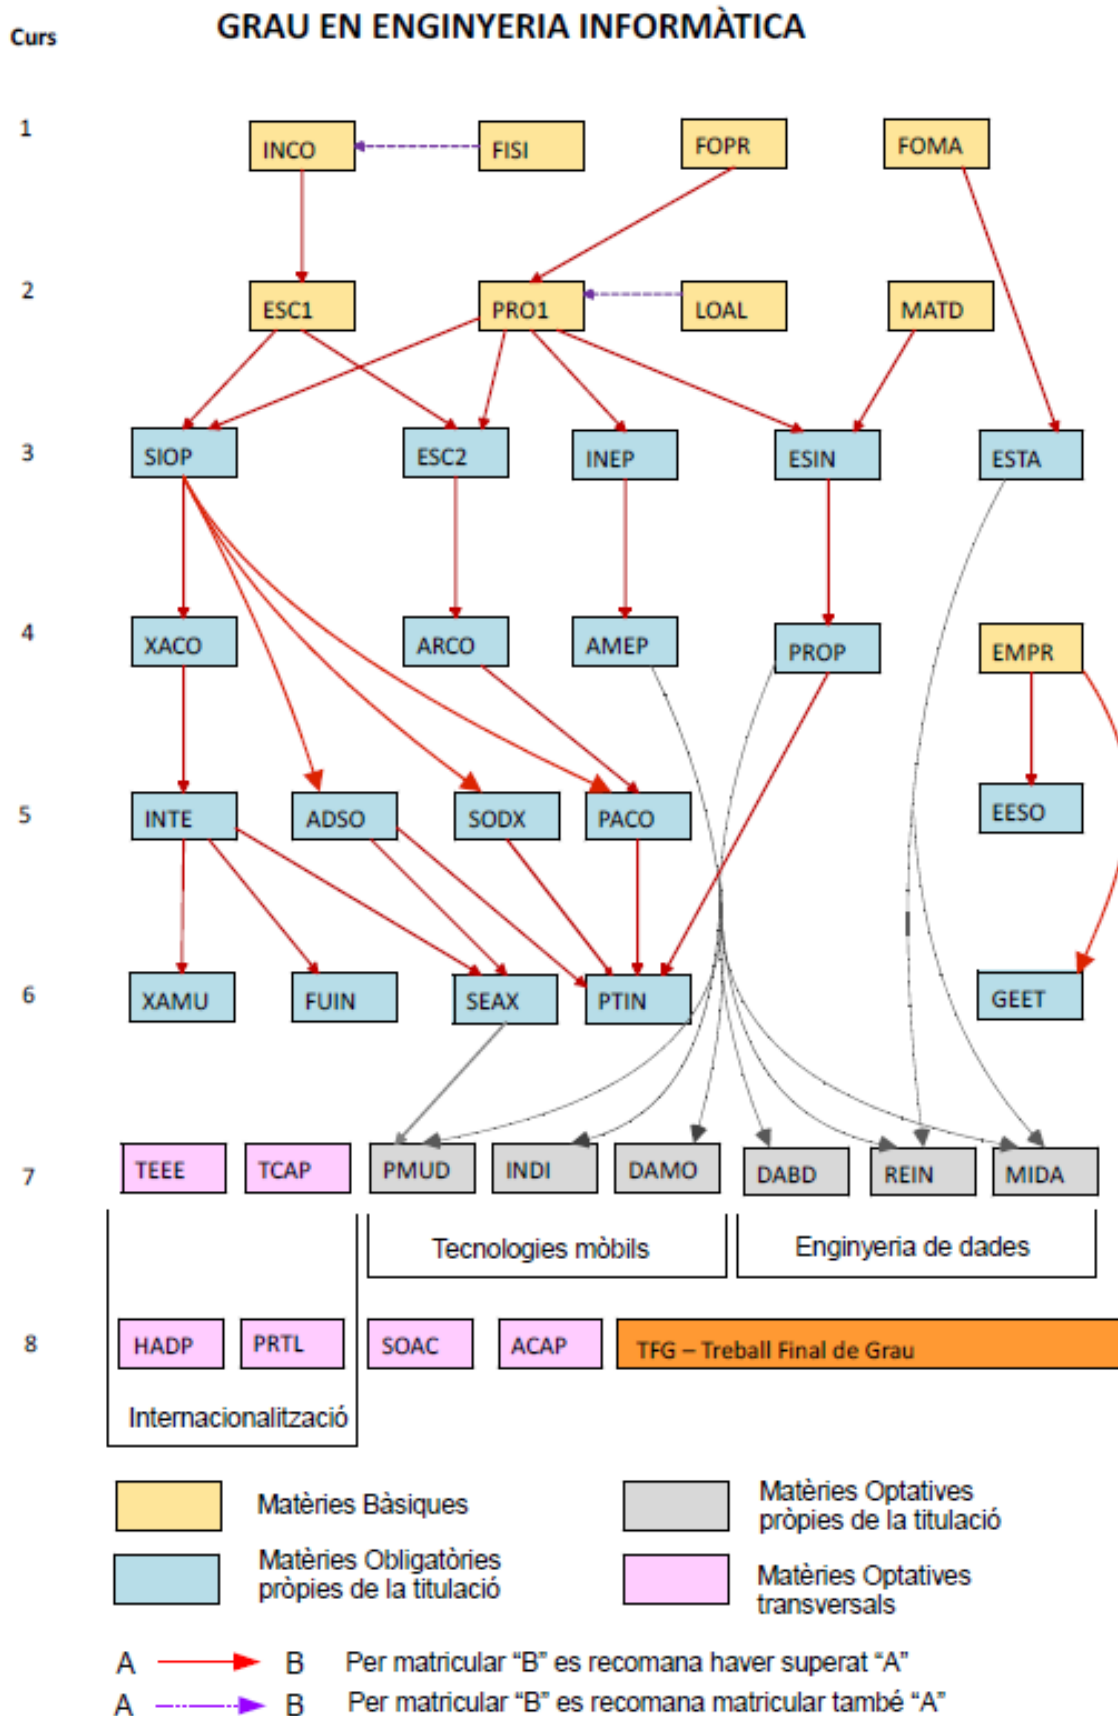 GRAU EN ENGINYERIA INFORMÀTICA
Curs
1
INCO
FISI
FOPR
FOMA
2
ESC1
PRO1
LOAL
MATD
3
SIOP
ESC2
INEP
ESIN
ESTA
4
XACO
ARCO
AMEP
PROP
EMPR
5
INTE
ADSO
SODX
PACO
EESO
6
XAMU
FUIN
SEAX
PTIN
GEET
7
TEEE
TCAP
PMUD
INDI
DAMO
DABD
REIN
MIDA
Tecnologies mòbils
Enginyeria de dades
8
HADP
PRTL
SOAC
ACAP
TFG – Treball Final de Grau
Internacionalització
Matèries Bàsiques
Matèries Optatives
pròpies de la titulació
Matèries Obligatòries
pròpies de la titulació
Matèries Optatives
transversals
A B Per matricular “B” es recomana haver superat “A”
A B Per matricular “B” es recomana matricular també “A”